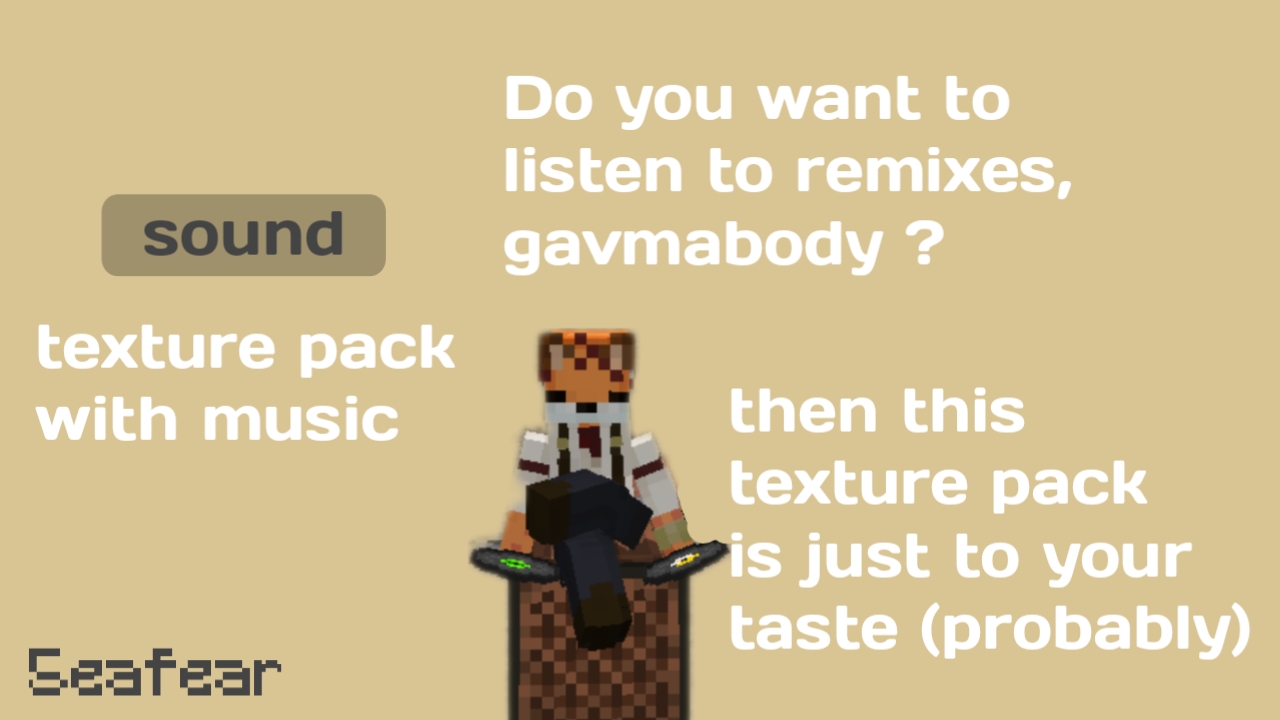 sound
texture pack
with music
Do you want to
listen to remixes,
gavmabody ?
then this
texture pack
is just to your
taste (probably)
Seafear